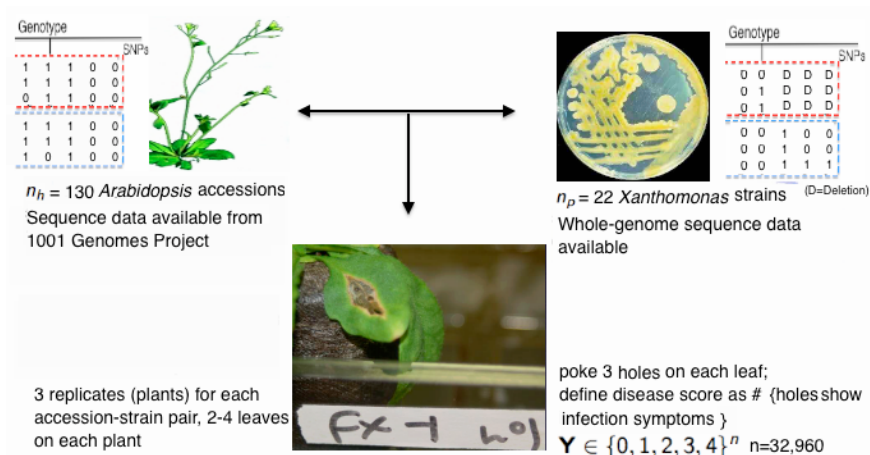 Genotype
SNPs
1 1 1 0 0
1 1 1 0 0
0 1 1 0 0
1 1 1 0 0
1 1 1 0 0
1 0 1 0 0
n_h = 130 Arabidopsis accessions
Sequence data available from
1001 Genomes Project
Genotype
SNPs
0 0 D D D
0 1 D D D
0 1 D D D
0 0 1 0 0
0 0 1 0 0
0 0 1 1 1
n_p = 22 Xanthomonas strains (D=Deletion)
Whole-genome sequence data
available
3 replicates (plants) for each
accession-strain pair, 2-4 leaves
on each plant
FX-1
poke 3 holes on each leaf;
define disease score as # {holes show
infection symptoms }
Y ∈ {0, 1, 2, 3, 4}ⁿ n=32,960